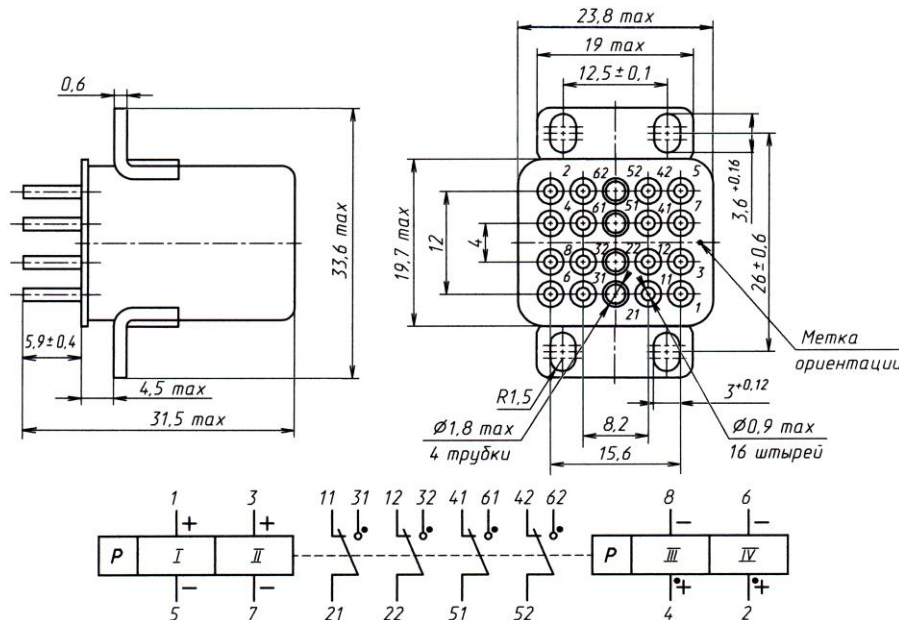 23,8 max
19 max
12,5±0,1
0,6
33,6 max
5,9±0,4
4,5 max
31,5 max
19,7 max
12
4
2 62 52 42 5
4 61 51 41 7
8 32 22 12 3
6 31 21 11 1
3,6 +0,16
26±0,6
Метка
ориентации
R1,5
3+0,12
Ø1,8 max
4 трубки
8,2
Ø0,9 max
16 штырей
15,6
1 3 11 31 12 32 41 61 42 62 8 6
+ + − −
P I II P III IV
− − + +
5 7 21 22 51 52 4 2